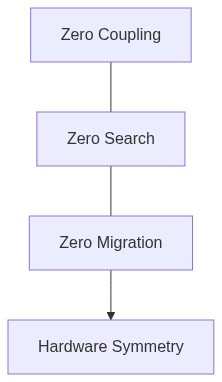 Zero Coupling
Zero Search
Zero Migration
Hardware Symmetry